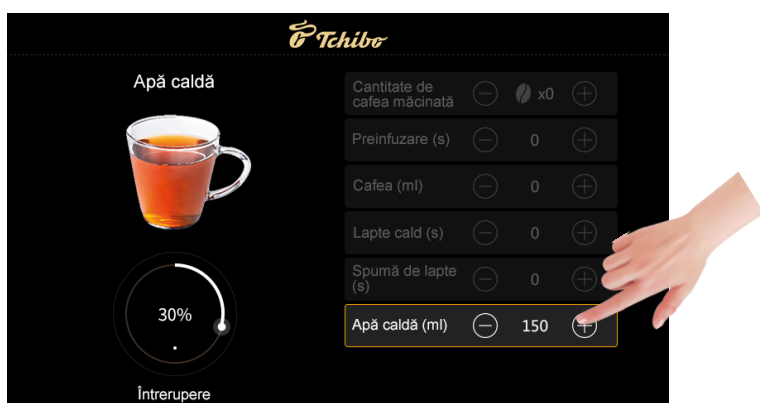 Tchibo
Apă caldă
Cantitate de
cafea măcinată
x0
Preinfuzare (s)
0
Cafea (ml)
0
Lapte cald (s)
0
Spumă de lapte
(s)
0
Apă caldă (ml)
150
30%
Întrerupere